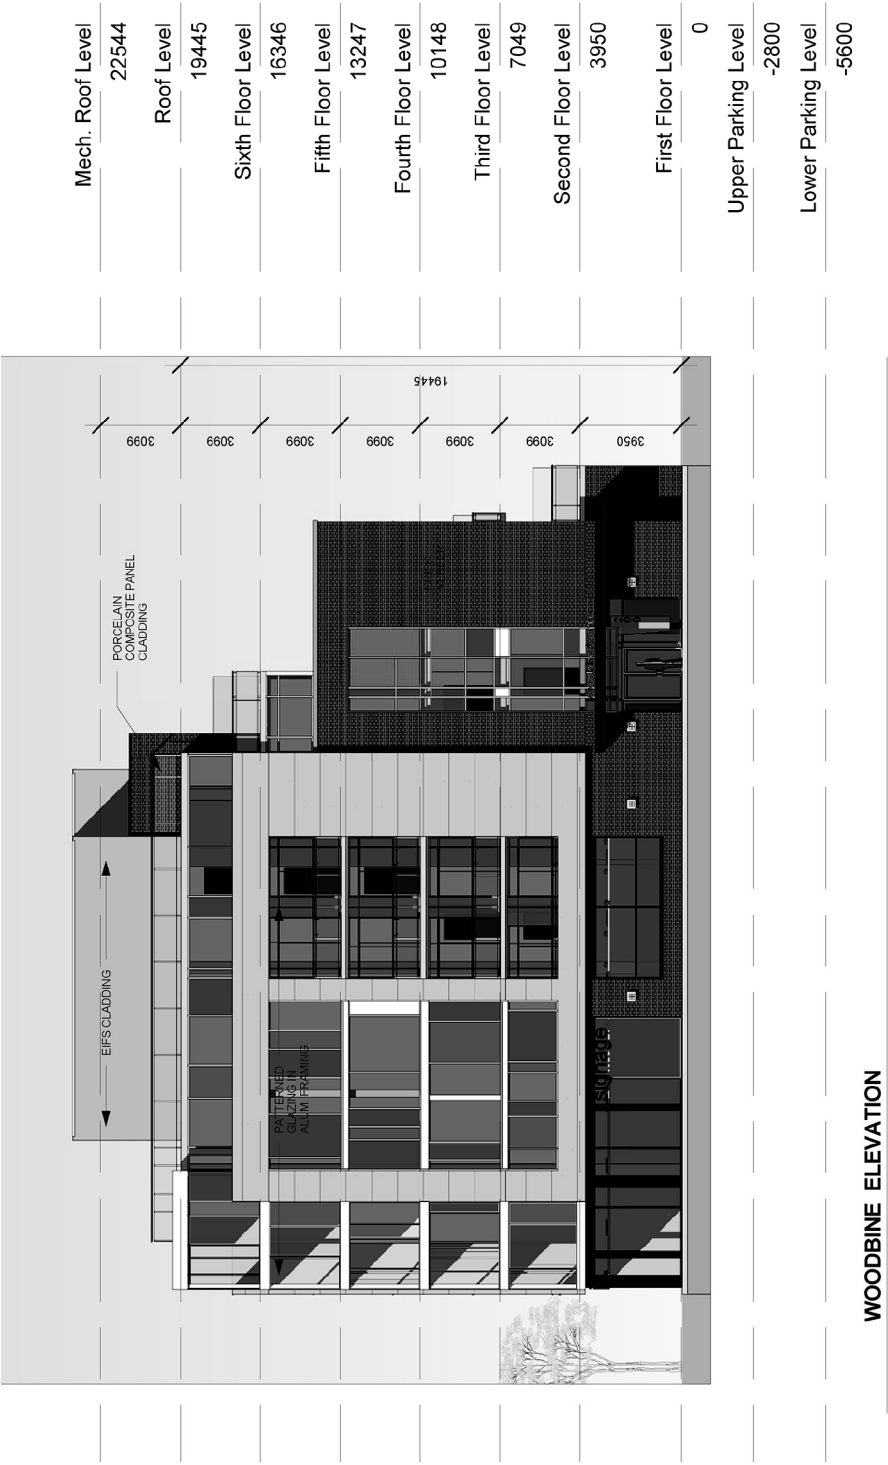 Mech. Roof Level
22544
Roof Level
19445
Sixth Floor Level
16346
Fifth Floor Level
13247
Fourth Floor Level
10148
Third Floor Level
7049
Second Floor Level
3950
First Floor Level
0
Upper Parking Level
-2800
Lower Parking Level
-5600
19445
3099
3099
3099
3099
3099
3099
3950
PORCELAIN
COMPOSITE PANEL
CLADDING
VENEER
EIFS CLADDING
PATTERNED
GLAZING IN
ALUM. FRAMING
signage
WOODBINE ELEVATION